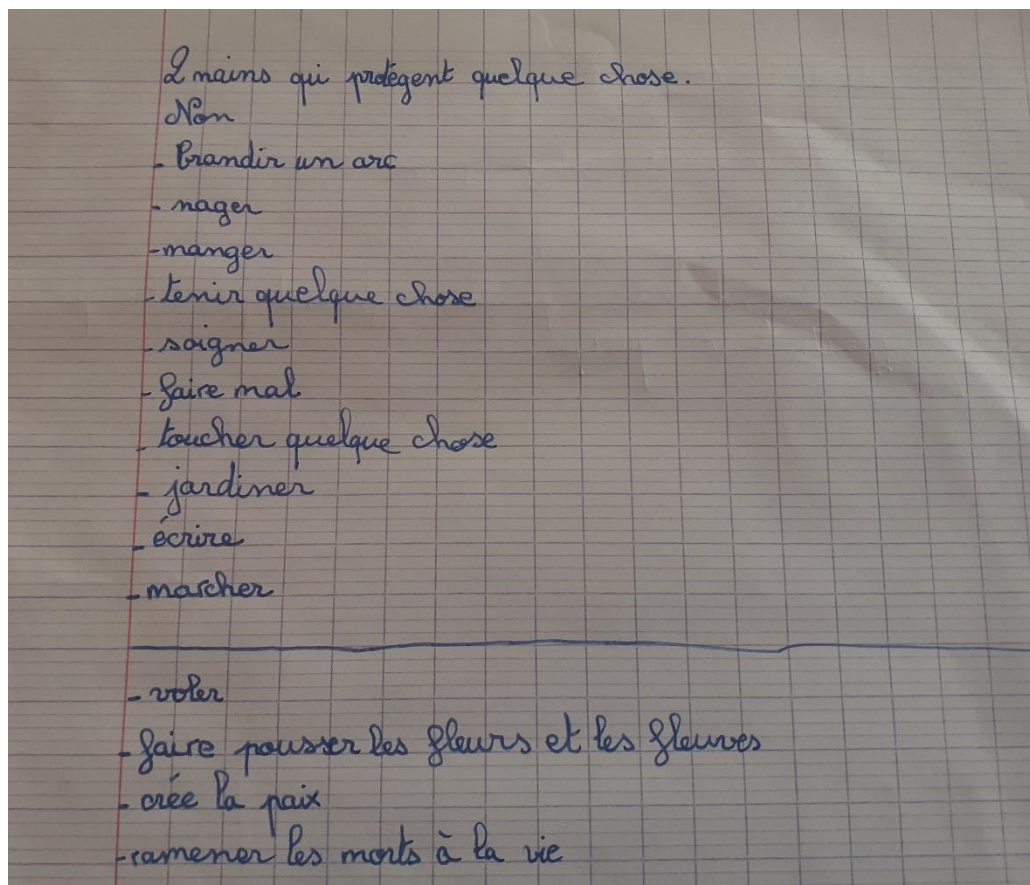 2 mains qui protègent quelque chose.
Non
- Brandir un arc
- nager
- manger
- tenir quelque chose
- soigner
- faire mal
- toucher quelque chose
- jardiner
- écrire
- marcher
- voler
- faire pousser les fleurs et les fleuves
- crée la paix
- ramener les morts à la vie